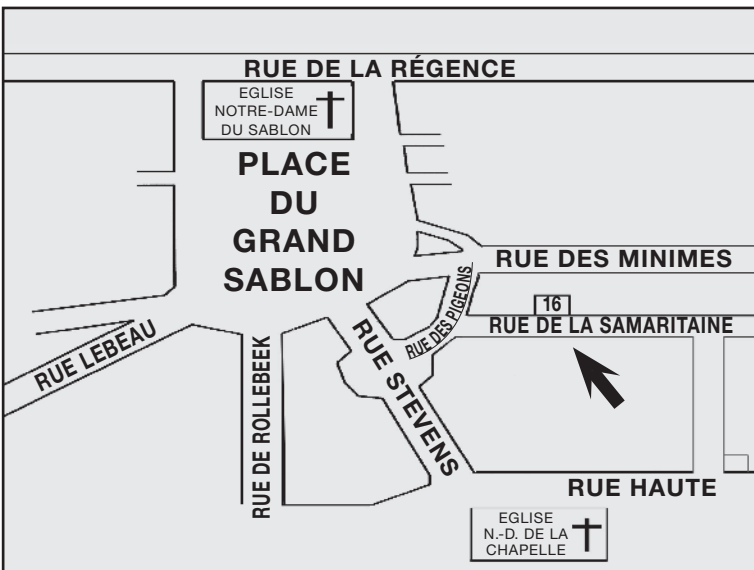 RUE DE LA RÉGENCE
EGLISE
NOTRE-DAME
DU SABLON
PLACE
DU
GRAND
SABLON
RUE DES MINIMES
RUE DES PIGEONS
16
RUE DE LA SAMARITAINE
RUE LEBEAU
RUE DE ROLLEBEEK
RUE STEVENS
RUE HAUTE
EGLISE
N.-D. DE LA
CHAPELLE